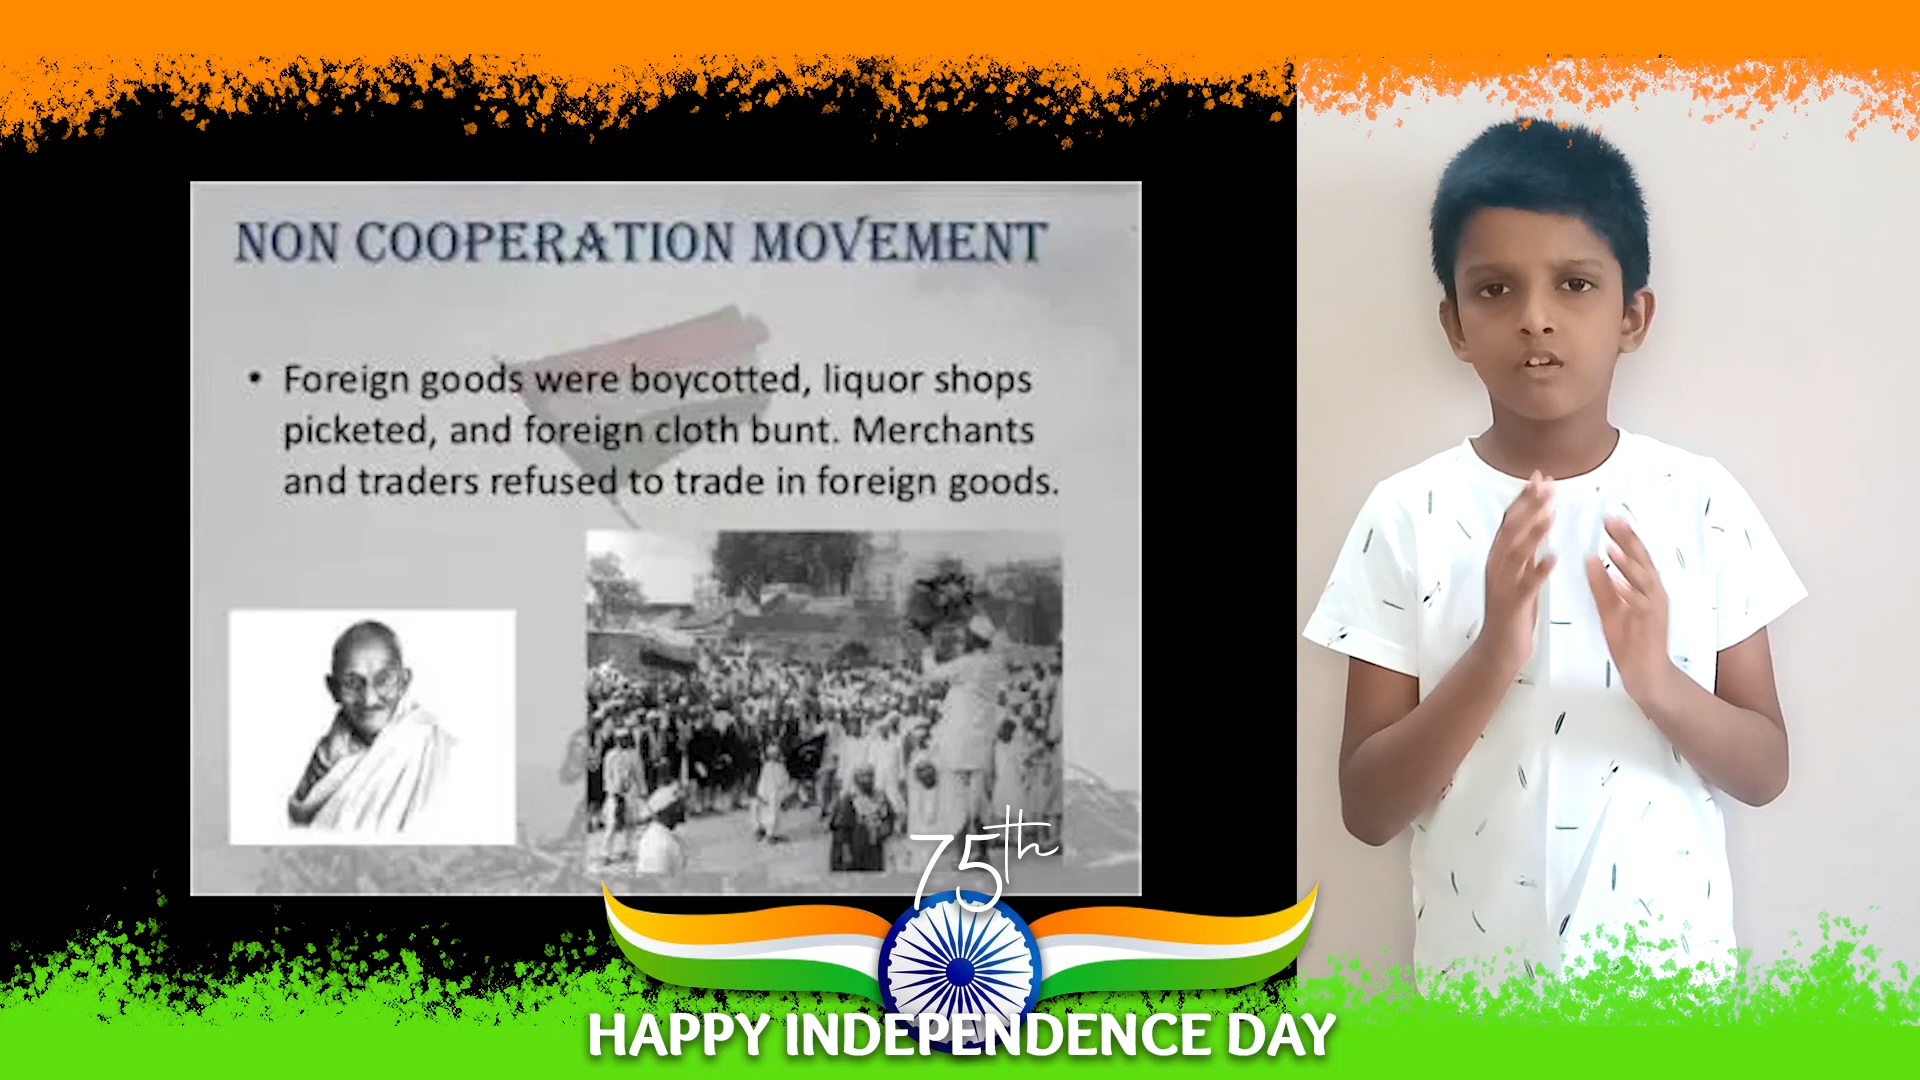 NON COOPERATION MOVEMENT
• Foreign goods were boycotted, liquor shops
picketed, and foreign cloth bunt. Merchants
and traders refused to trade in foreign goods.
75th
HAPPY INDEPENDENCE DAY